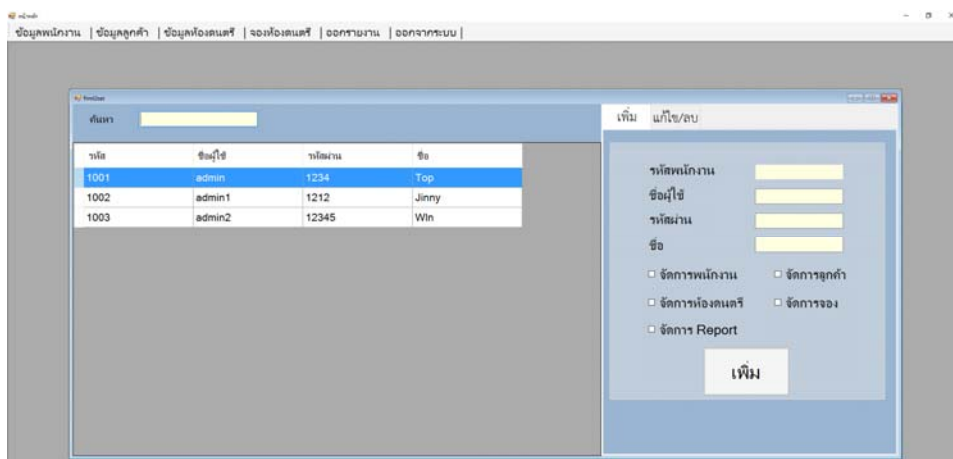 หน้าหลัก
ข้อมูลพนักงาน | ข้อมูลลูกค้า | ข้อมูลห้องดนตรี | จองห้องดนตรี | ออกรายงาน | ออกจากระบบ |
ค้นหา
รหัส ชื่อผู้ใช้ รหัสผ่าน ชื่อ
1001 admin 1234 Top
1002 admin1 1212 Jinny
1003 admin2 12345 WIn
เพิ่ม แก้ไข/ลบ
รหัสพนักงาน
ชื่อผู้ใช้
รหัสผ่าน
ชื่อ
จัดการพนักงาน จัดการลูกค้า
จัดการห้องดนตรี จัดการจอง
จัดการ Report
เพิ่ม